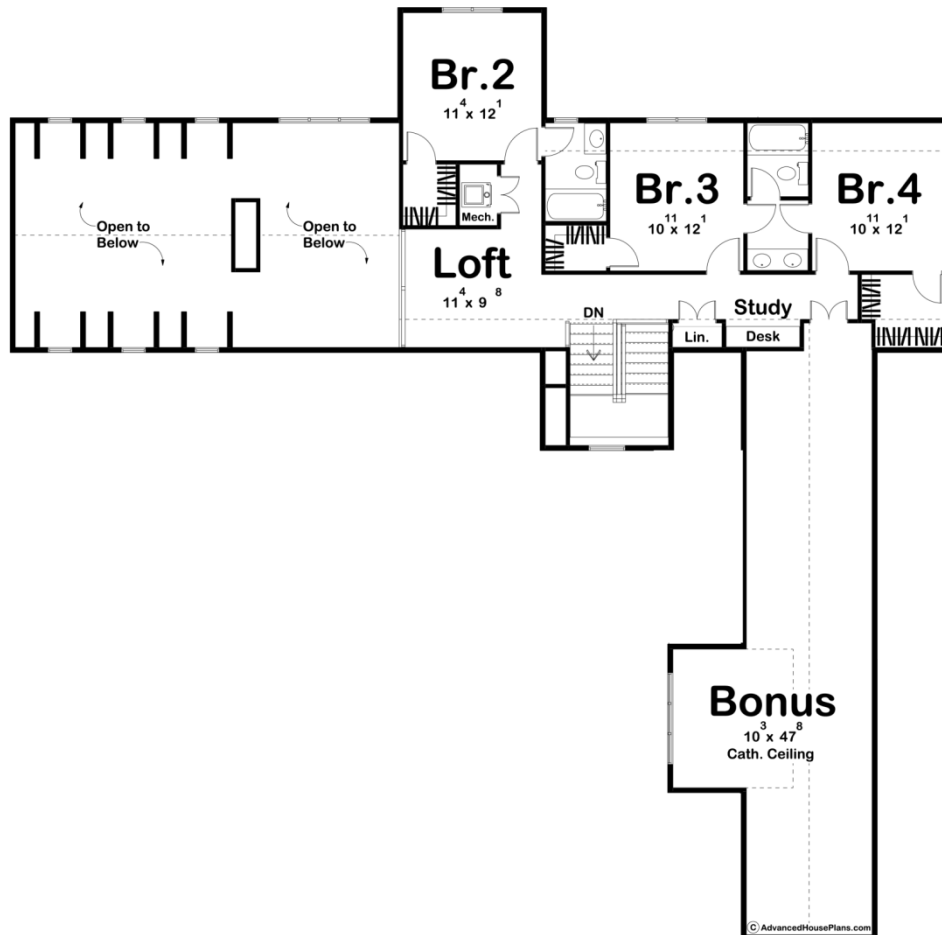 Br.2
11⁴ x 12¹
Br.3
10¹¹ x 12¹
Br.4
10¹¹ x 12¹
Mech.
Open to
Below
Open to
Below
Loft
11⁴ x 9⁸
DN
Study
Lin.
Desk
Bonus
10³ x 47⁸
Cath. Ceiling
© AdvancedHousePlans.com